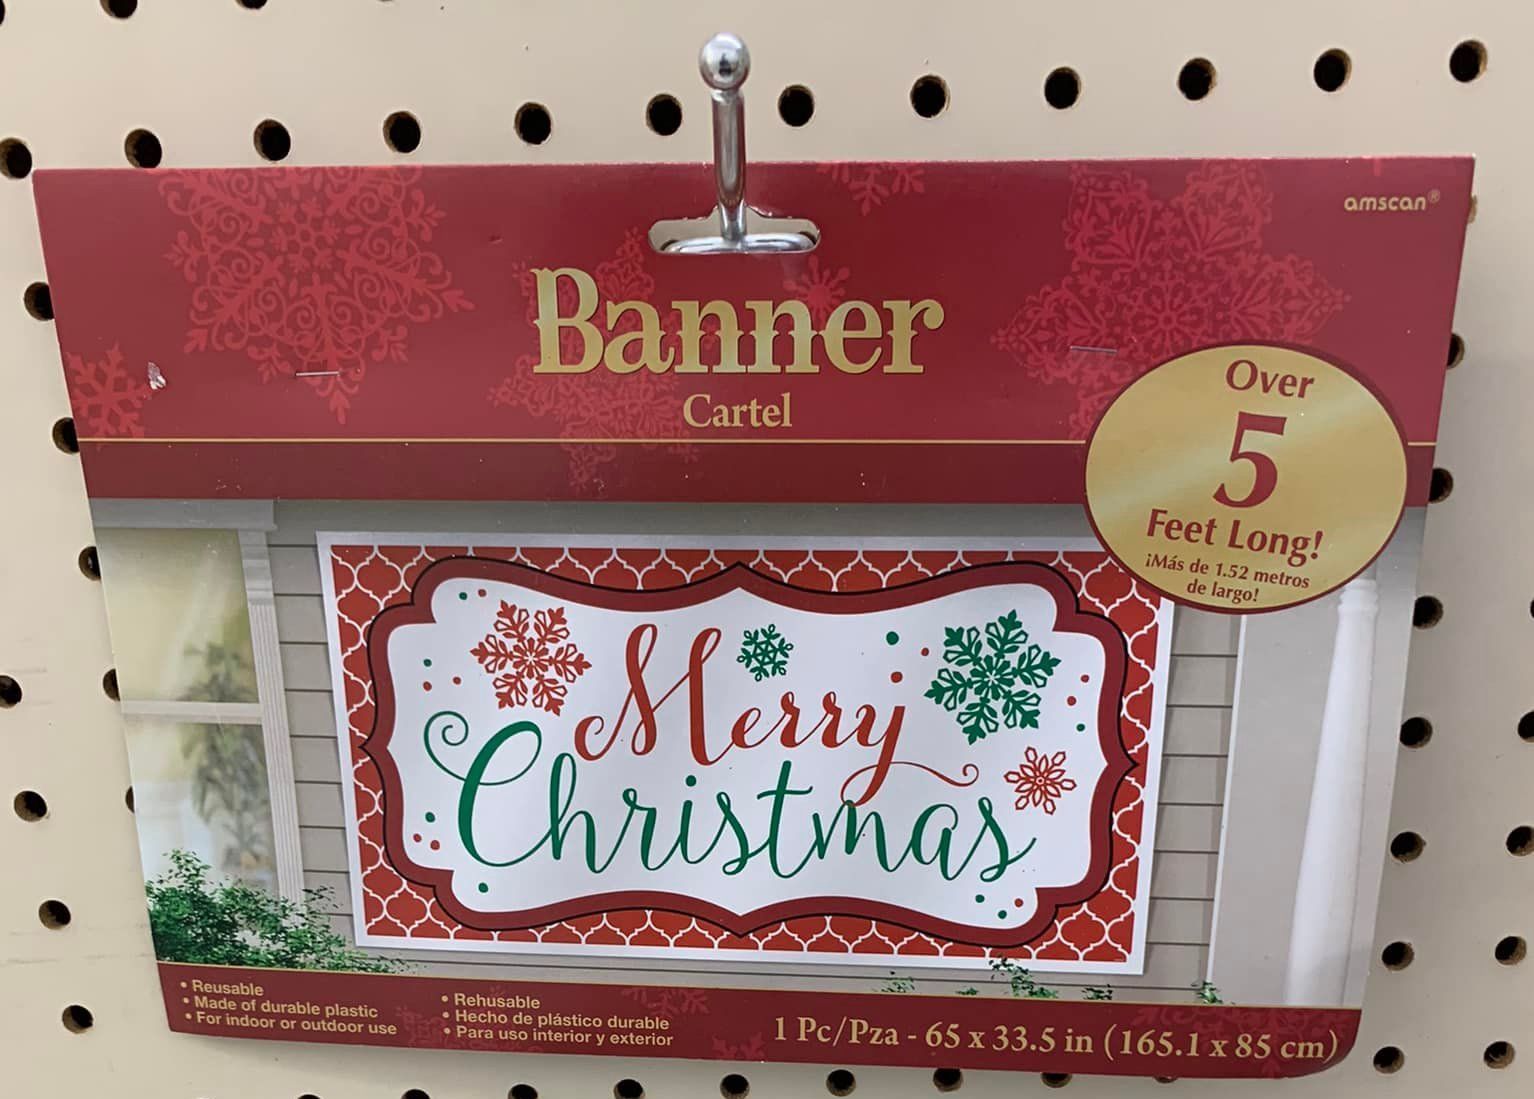 amscan®
Banner
Cartel
Over
5
Feet Long!
¡Más de 1.52 metros
de largo!
Merry
Christmas
• Reusable
• Made of durable plastic
• For indoor or outdoor use
• Rehusable
• Hecho de plástico durable
• Para uso interior y exterior
1 Pc/Pza - 65 x 33.5 in (165.1 x 85 cm)